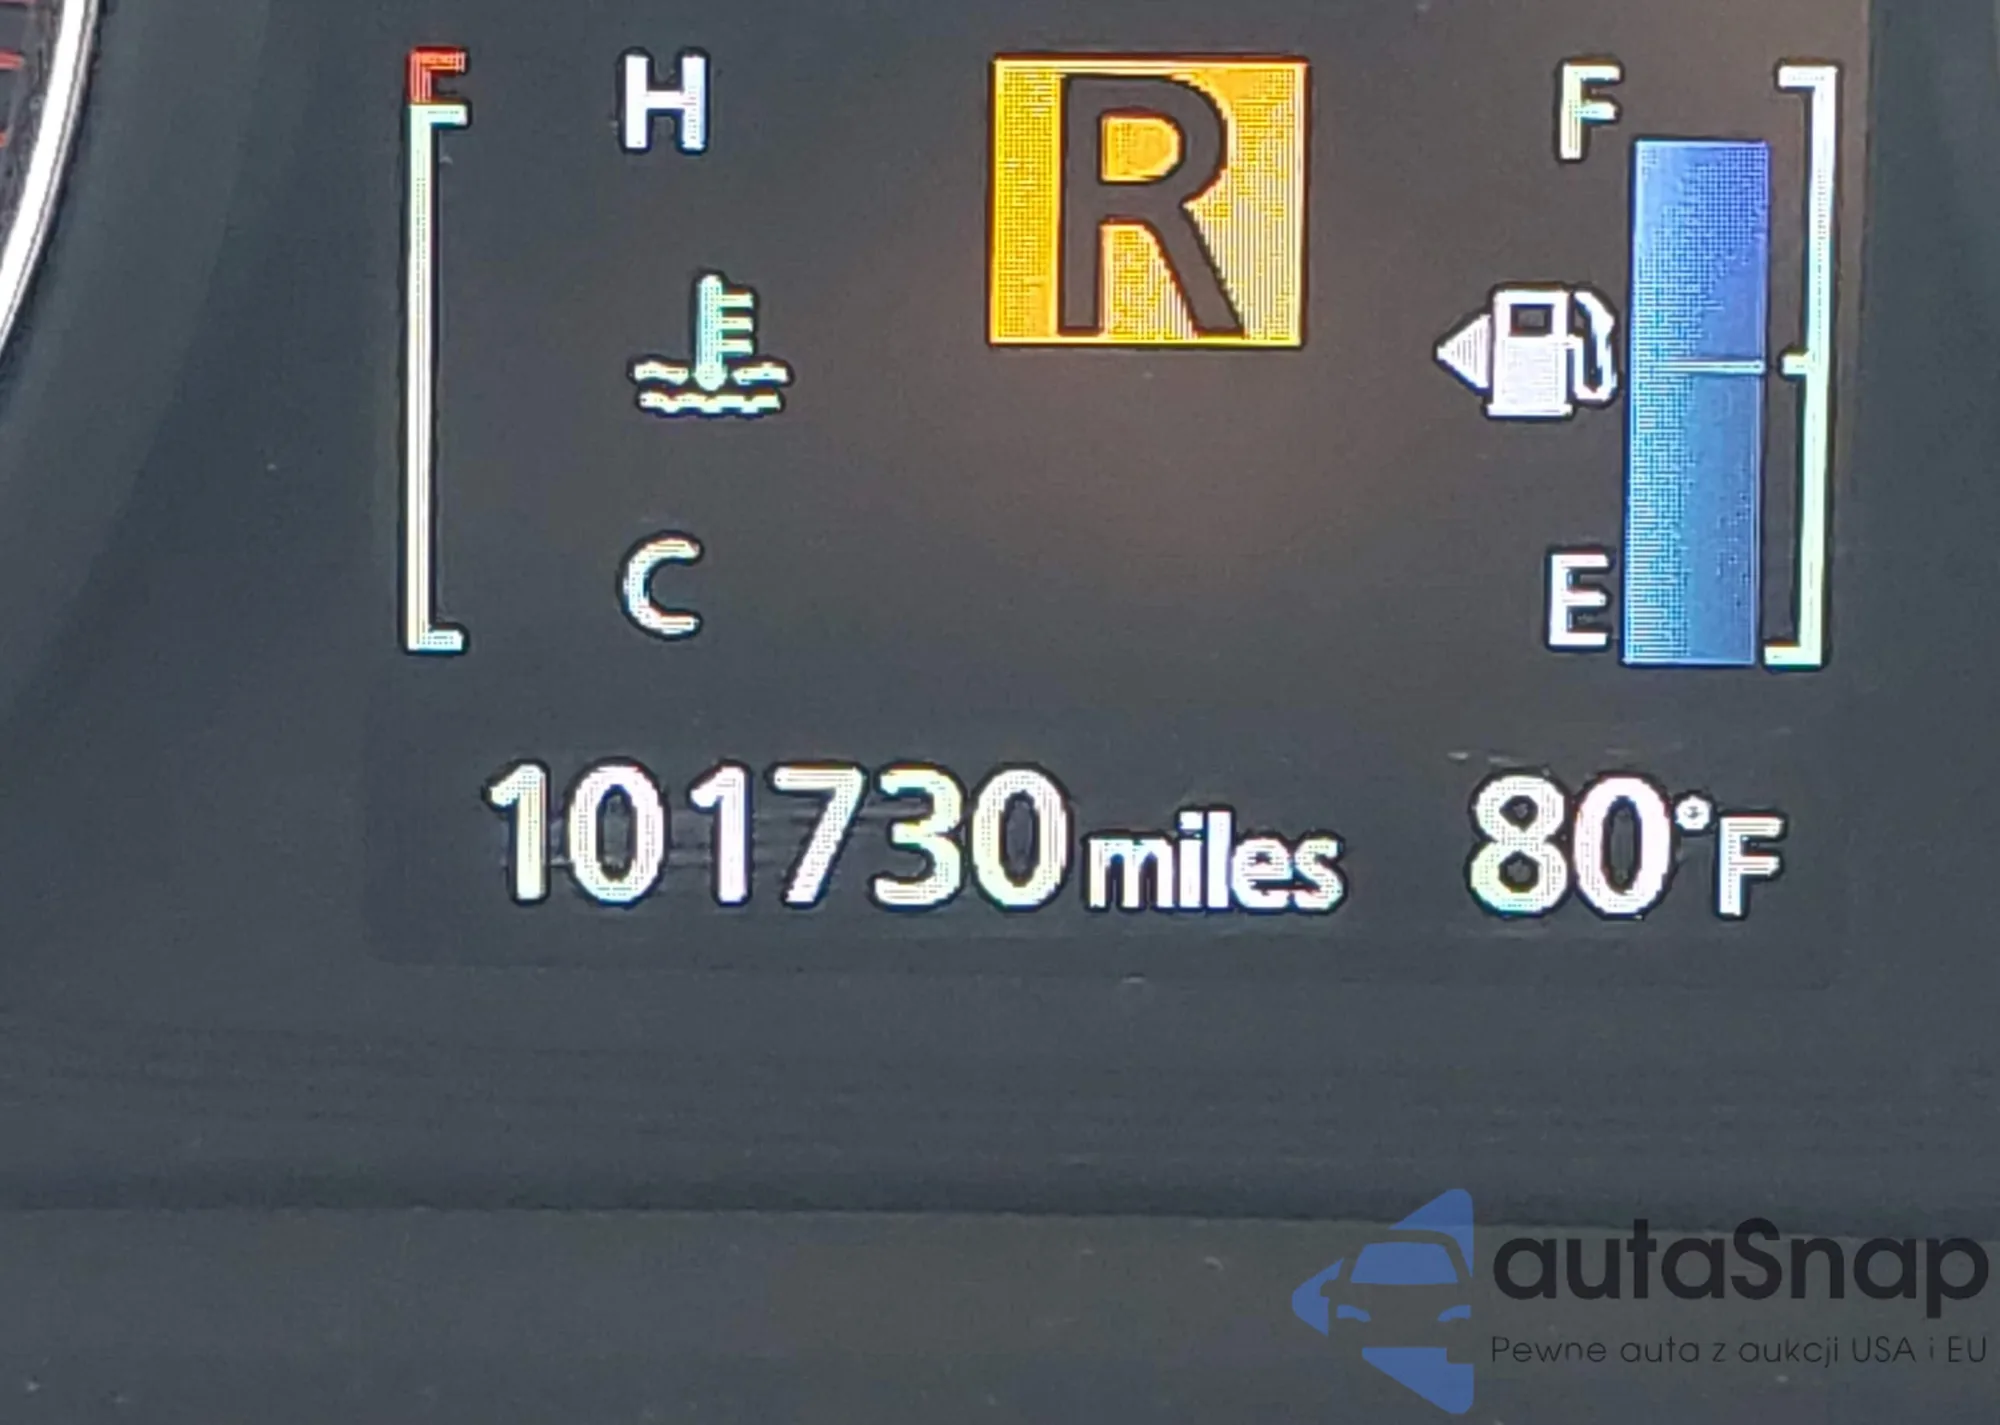 H R F
C E
101730 miles 80°F
autaSnap
Pewne auta z aukcji USA i EU